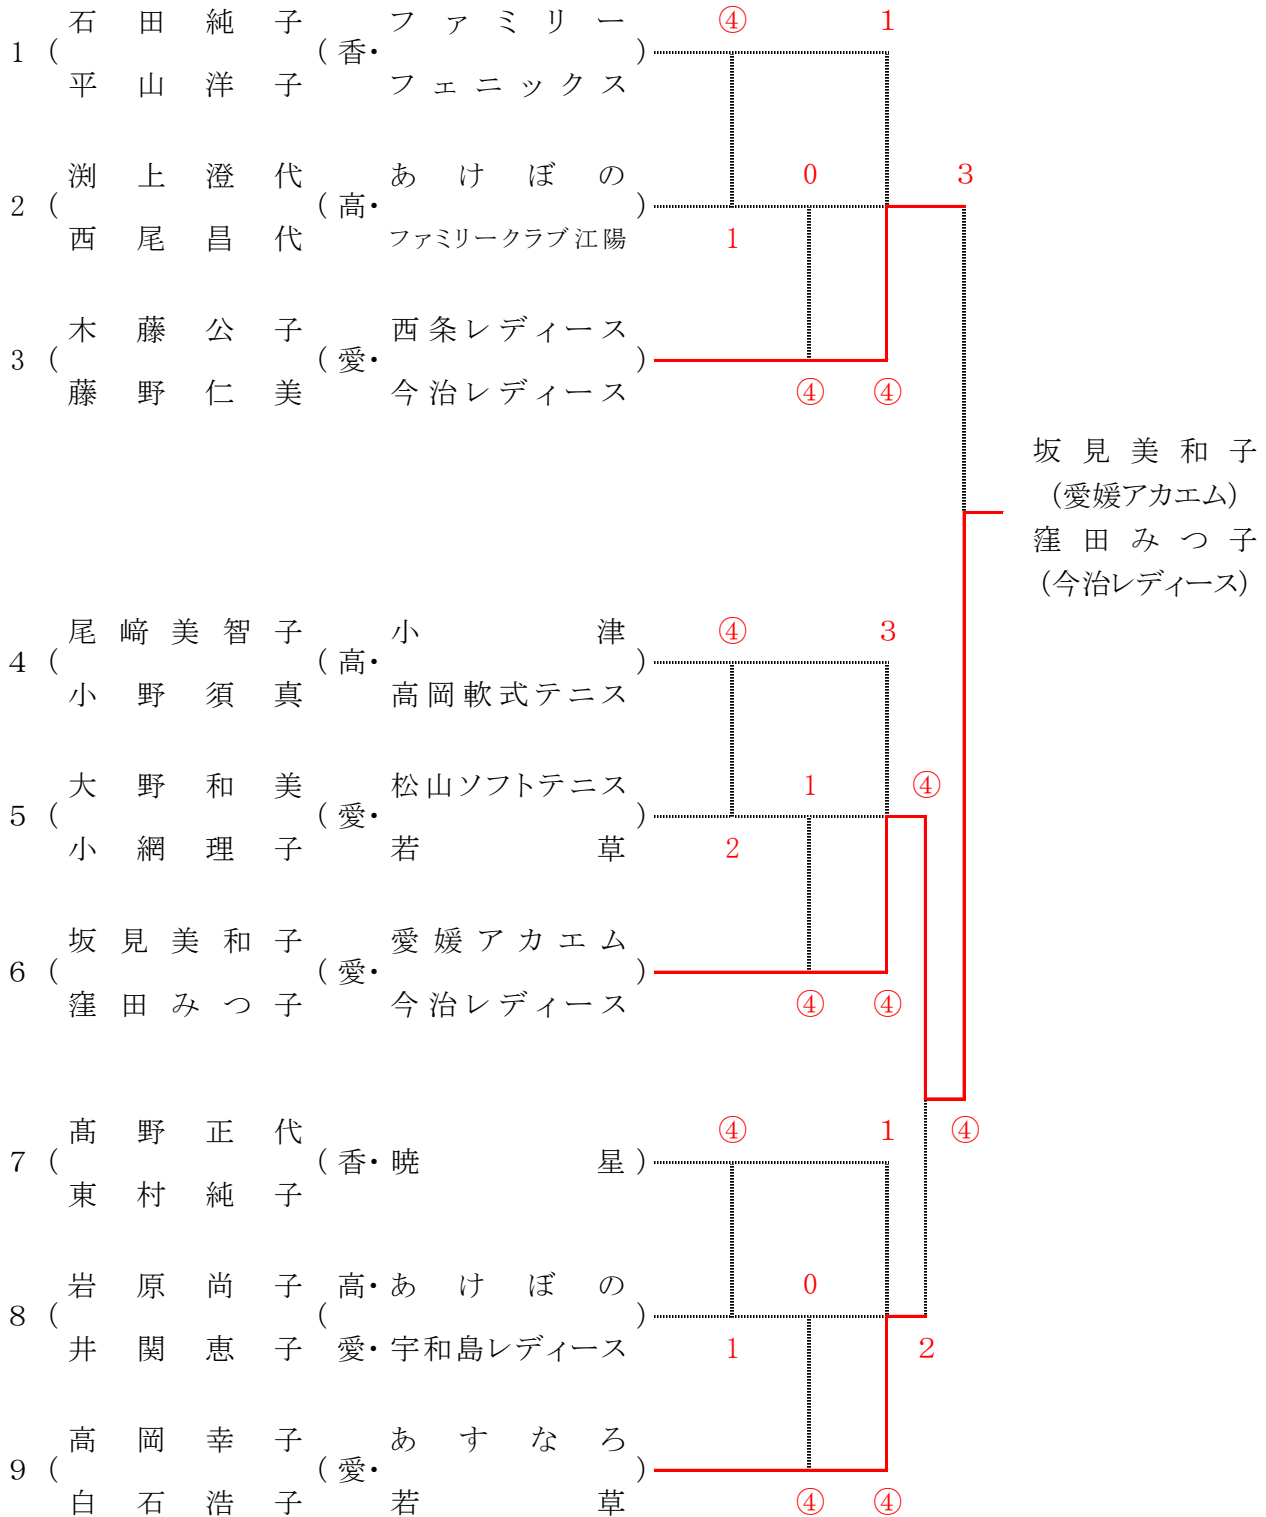 石田純子 ファミリー ④ 1
1 ( (香・ )
平山洋子 フェニックス
渕上澄代 あけぼの 0 3
2 ( (高・ )
西尾昌代 ファミリークラブ江陽 1
木藤公子 西条レディース
3 ( (愛・ )
藤野仁美 今治レディース ④ ④
坂見美和子
(愛媛アカエム)
窪田みつ子
(今治レディース)
尾﨑美智子 小津 ④ 3
4 ( (高・ )
小野須真 高岡軟式テニス
大野和美 松山ソフトテニス 1 ④
5 ( (愛・ )
小網理子 若草 2
坂見美和子 愛媛アカエム
6 ( (愛・ )
窪田みつ子 今治レディース ④ ④
髙野正代 ④ 1 ④
7 ( (香・暁星)
東村純子
岩原尚子 高・あけぼの 0
8 ( ( )
井関恵子 愛・宇和島レディース 1 2
高岡幸子 あすなろ
9 ( (愛・ )
白石浩子 若草 ④ ④